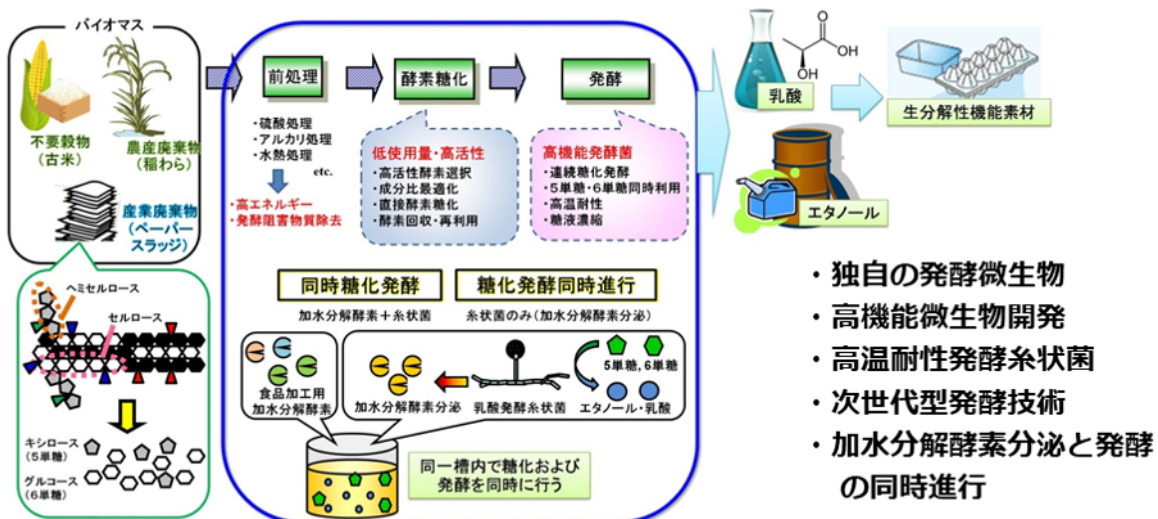 バイオマス
不要穀物
(古米)
農産廃棄物
(稲わら)
産業廃棄物
(ペーパー
スラッジ)
ヘミセルロース
セルロース
キシロース
(5単糖)
グルコース
(6単糖)
前処理
・硫酸処理
・アルカリ処理
・水熱処理
etc.
・高エネルギー
・発酵阻害物質除去
酵素糖化
低使用量・高活性
・高活性酵素選択
・成分比最適化
・直接酵素糖化
・酵素回収・再利用
発酵
高機能発酵菌
・連続糖化発酵
・5単糖・6単糖同時利用
・高温耐性
・糖液濃縮
同時糖化発酵
加水分解酵素+糸状菌
糖化発酵同時進行
糸状菌のみ(加水分解酵素分泌)
食品加工用
加水分解酵素
加水分解酵素分泌
乳酸発酵糸状菌
5単糖, 6単糖
エタノール・乳酸
同一槽内で糖化および
発酵を同時に行う
O
OH
OH
乳酸
生分解性機能素材
エタノール
・独自の発酵微生物
・高機能微生物開発
・高温耐性発酵糸状菌
・次世代型発酵技術
・加水分解酵素分泌と発酵
の同時進行